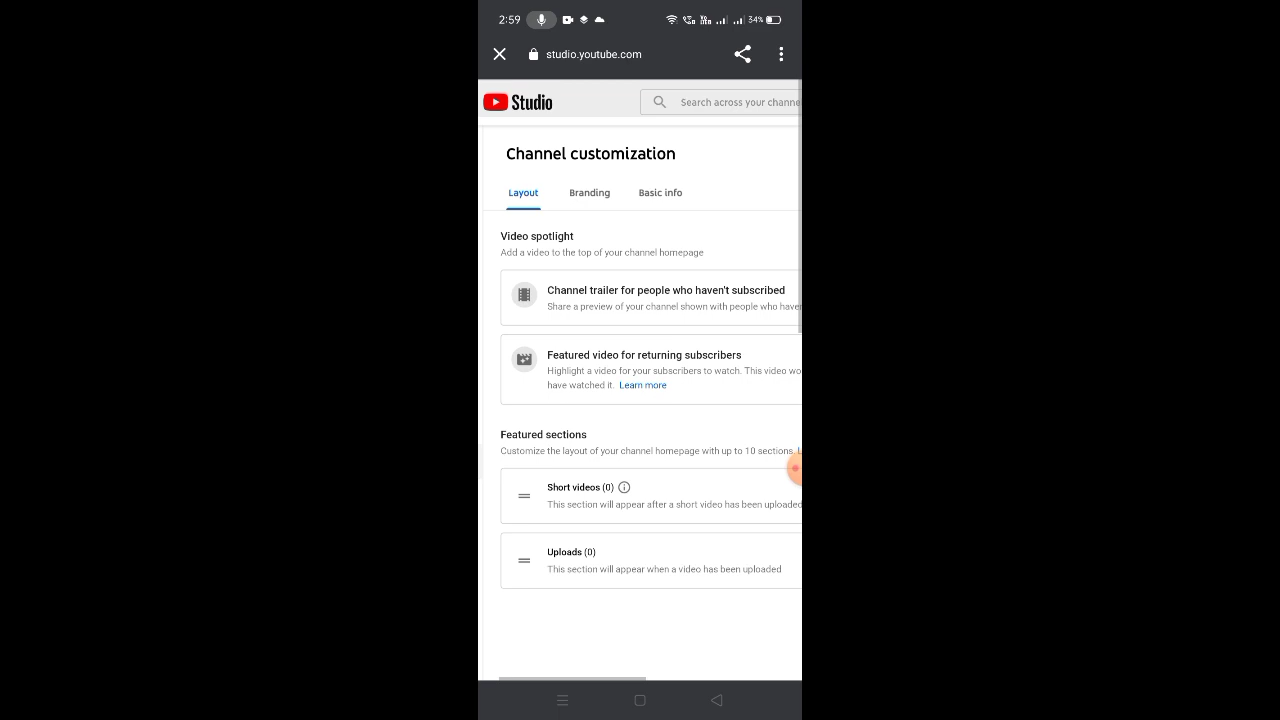 2:59
34%
studio.youtube.com
Studio
Search across your channe
Channel customization
Layout Branding Basic info
Video spotlight
Add a video to the top of your channel homepage
Channel trailer for people who haven't subscribed
Share a preview of your channel shown with people who haven
Featured video for returning subscribers
Highlight a video for your subscribers to watch. This video wo
have watched it. Learn more
Featured sections
Customize the layout of your channel homepage with up to 10 sections. L
Short videos (0)
This section will appear after a short video has been uploaded
Uploads (0)
This section will appear when a video has been uploaded